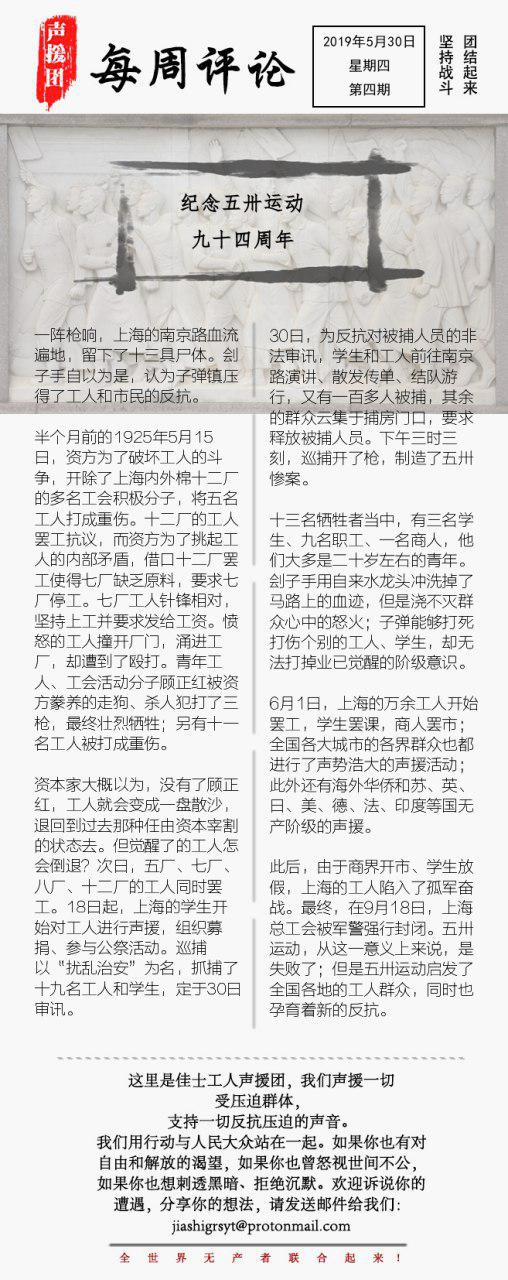 声援团
每周评论
2019年5月30日
星期四
第四期
团结起来
坚持战斗
纪念五卅运动
九十四周年
一阵枪响，上海的南京路血流
遍地，留下了十三具尸体。刽
子手自以为是，认为子弹镇压
得了工人和市民的反抗。
半个月前的1925年5月15
日，资方为了破坏工人的斗
争，开除了上海内外棉十二厂
的多名工会积极分子，将五名
工人打成重伤。十二厂的工人
罢工抗议，而资方为了挑起工
人的内部矛盾，借口十二厂罢
工使得七厂缺乏原料，要求七
厂停工。七厂工人针锋相对，
坚持上工并要求发给工资。愤
怒的工人撞开厂门，涌进工
厂，却遭到了殴打。青年工
人、工会活动分子顾正红被资
方豢养的走狗、杀人犯打了三
枪，最终壮烈牺牲；另有十一
名工人被打成重伤。
资本家大概以为，没有了顾正
红，工人就会变成一盘散沙，
退回到过去那种任由资本宰割
的状态去。但觉醒了的工人怎
会倒退？次日，五厂、七厂、
八厂、十二厂的工人同时罢
工。18日起，上海的学生开
始对工人进行声援，组织募
捐、参与公祭活动。巡捕
以“扰乱治安”为名，抓捕了
十九名工人和学生，定于30日
审讯。
30日，为反抗对被捕人员的非
法审讯，学生和工人前往南京
路演讲、散发传单、结队游
行，又有一百多人被捕，其余
的群众云集于捕房门口，要求
释放被捕人员。下午三时三
刻，巡捕开了枪，制造了五卅
惨案。
十三名牺牲者当中，有三名学
生、九名职工、一名商人，他
们大多是二十岁左右的青年。
刽子手用自来水龙头冲洗掉了
马路上的血迹，但是浇不灭群
众心中的怒火；子弹能够打死
打伤个别的工人、学生，却无
法打掉业已觉醒的阶级意识。
6月1日，上海的万余工人开始
罢工，学生罢课，商人罢市；
全国各大城市的各界群众也都
进行了声势浩大的声援活动；
此外还有海外华侨和苏、英、
日、美、德、法、印度等国无
产阶级的声援。
此后，由于商界开市、学生放
假，上海的工人陷入了孤军奋
战。最终，在9月18日，上海
总工会被军警强行封闭。五卅
运动，从这一意义上来说，是
失败了；但是五卅运动启发了
全国各地的工人群众，同时也
孕育着新的反抗。
这里是佳士工人声援团，我们声援一切
受压迫群体，
支持一切反抗压迫的声音。
我们用行动与人民大众站在一起。如果你也有对
自由和解放的渴望，如果你也曾怒视世间不公，
如果你也想刺透黑暗、拒绝沉默。欢迎诉说你的
遭遇，分享你的想法，请发送邮件给我们：
jiashigrsyt@protonmail.com
全世界无产者联合起来！